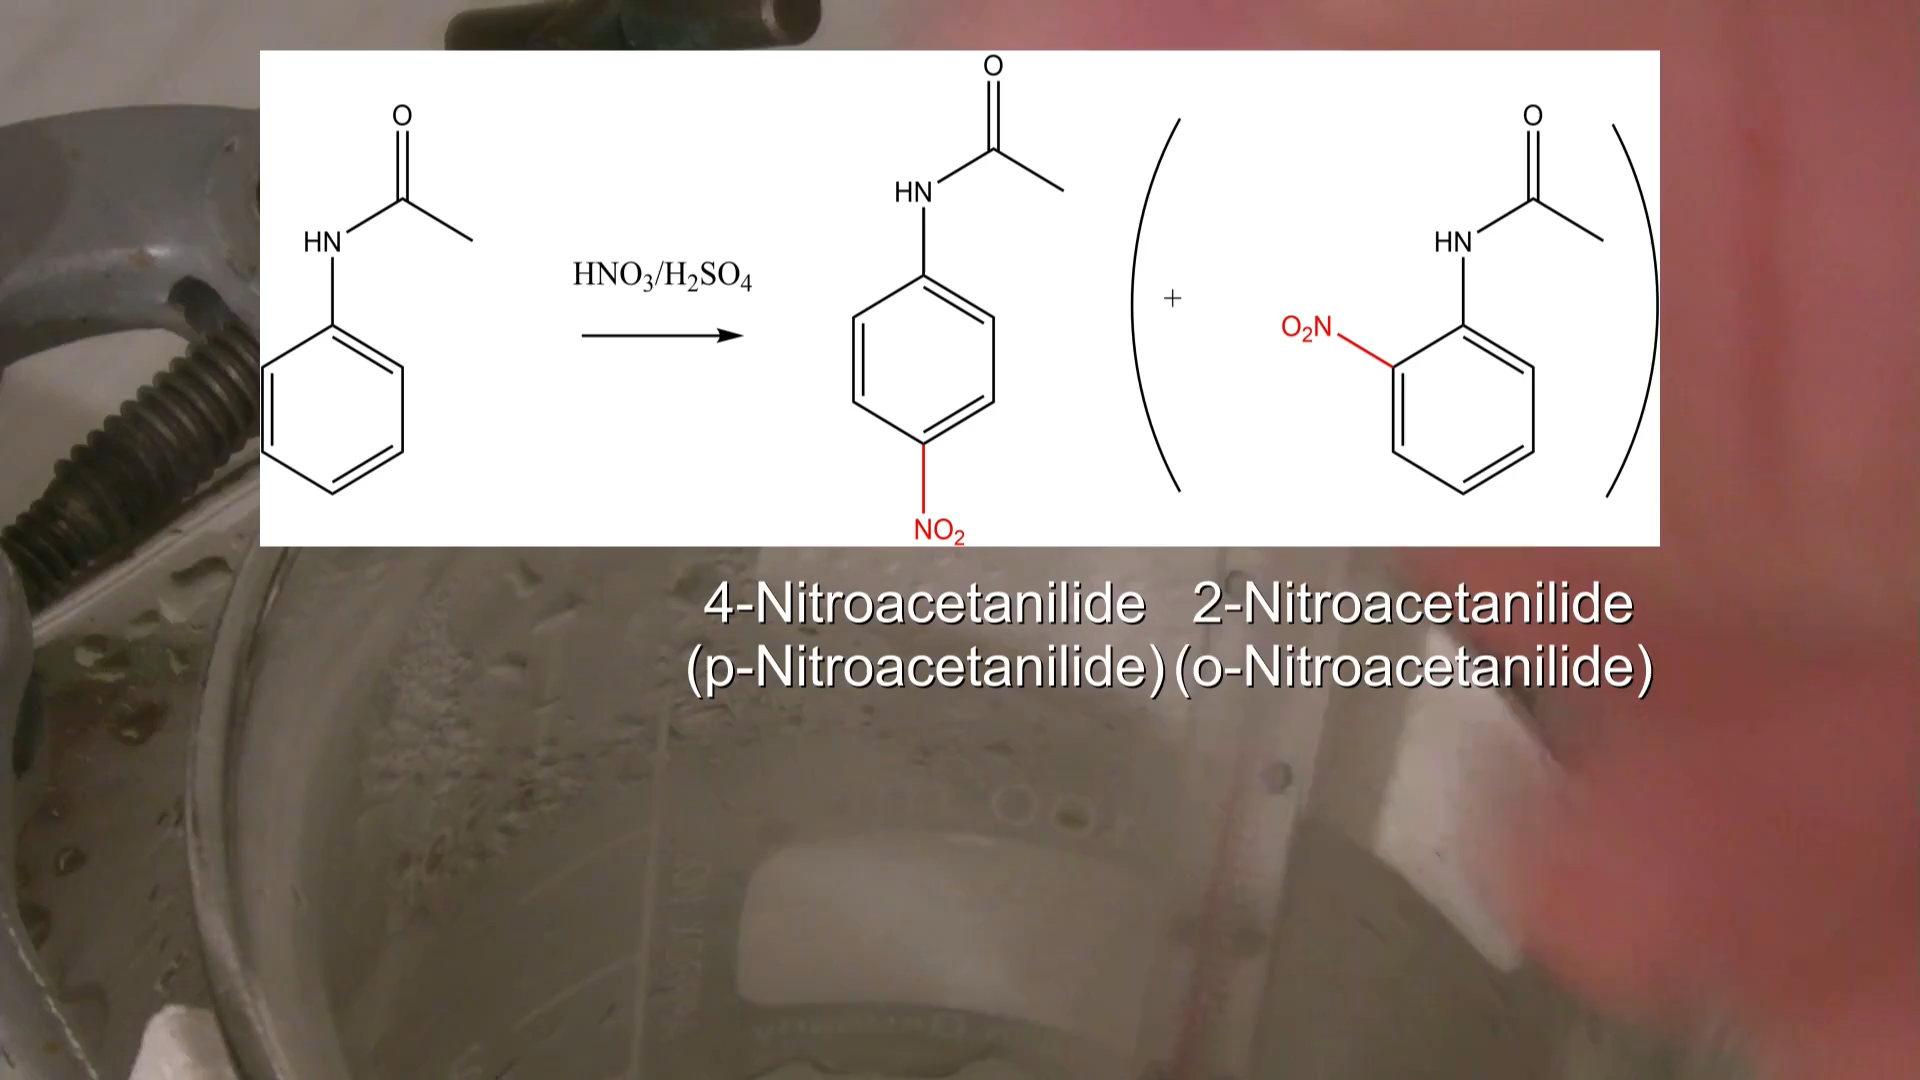 O
O
O
HN
HN
HN
HNO₃/H₂SO₄
+
O₂N
NO₂
4-Nitroacetanilide 2-Nitroacetanilide
(p-Nitroacetanilide) (o-Nitroacetanilide)